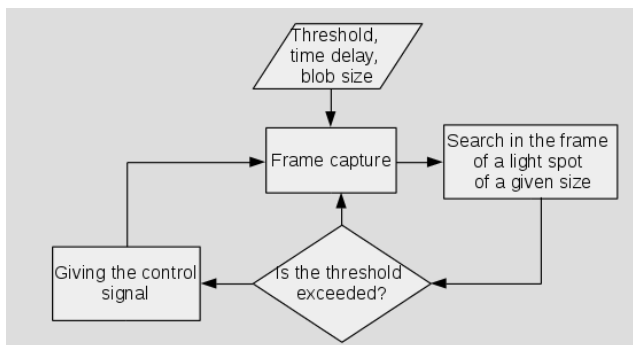 Threshold,
time delay,
blob size
Frame capture
Search in the frame
of a light spot
of a given size
Giving the control
signal
Is the threshold
exceeded?